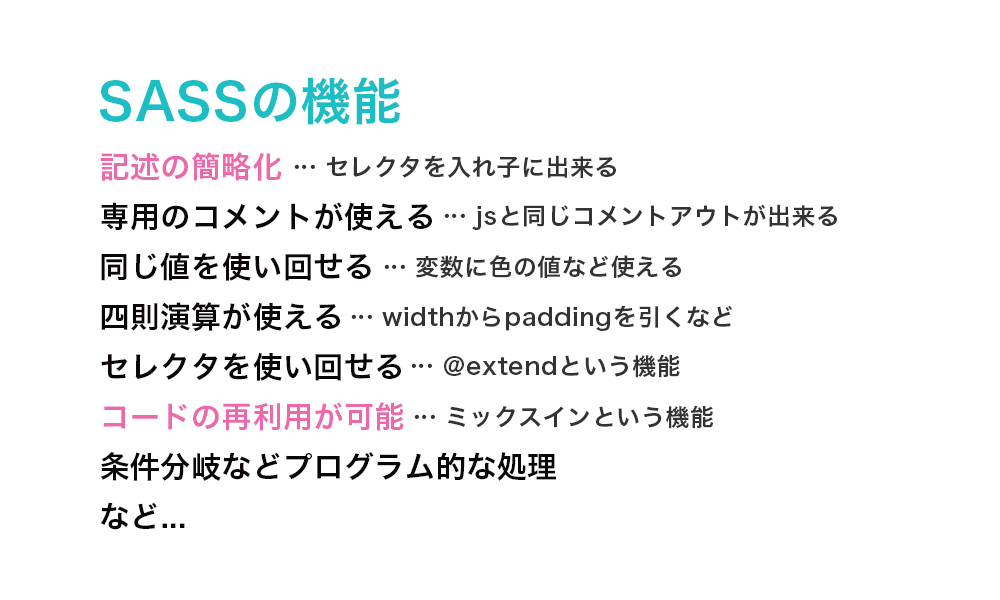 SASSの機能
記述の簡略化 … セレクタを入れ子に出来る
専用のコメントが使える … jsと同じコメントアウトが出来る
同じ値を使い回せる … 変数に色の値など使える
四則演算が使える … widthからpaddingを引くなど
セレクタを使い回せる … @extendという機能
コードの再利用が可能 … ミックスインという機能
条件分岐などプログラム的な処理
など...